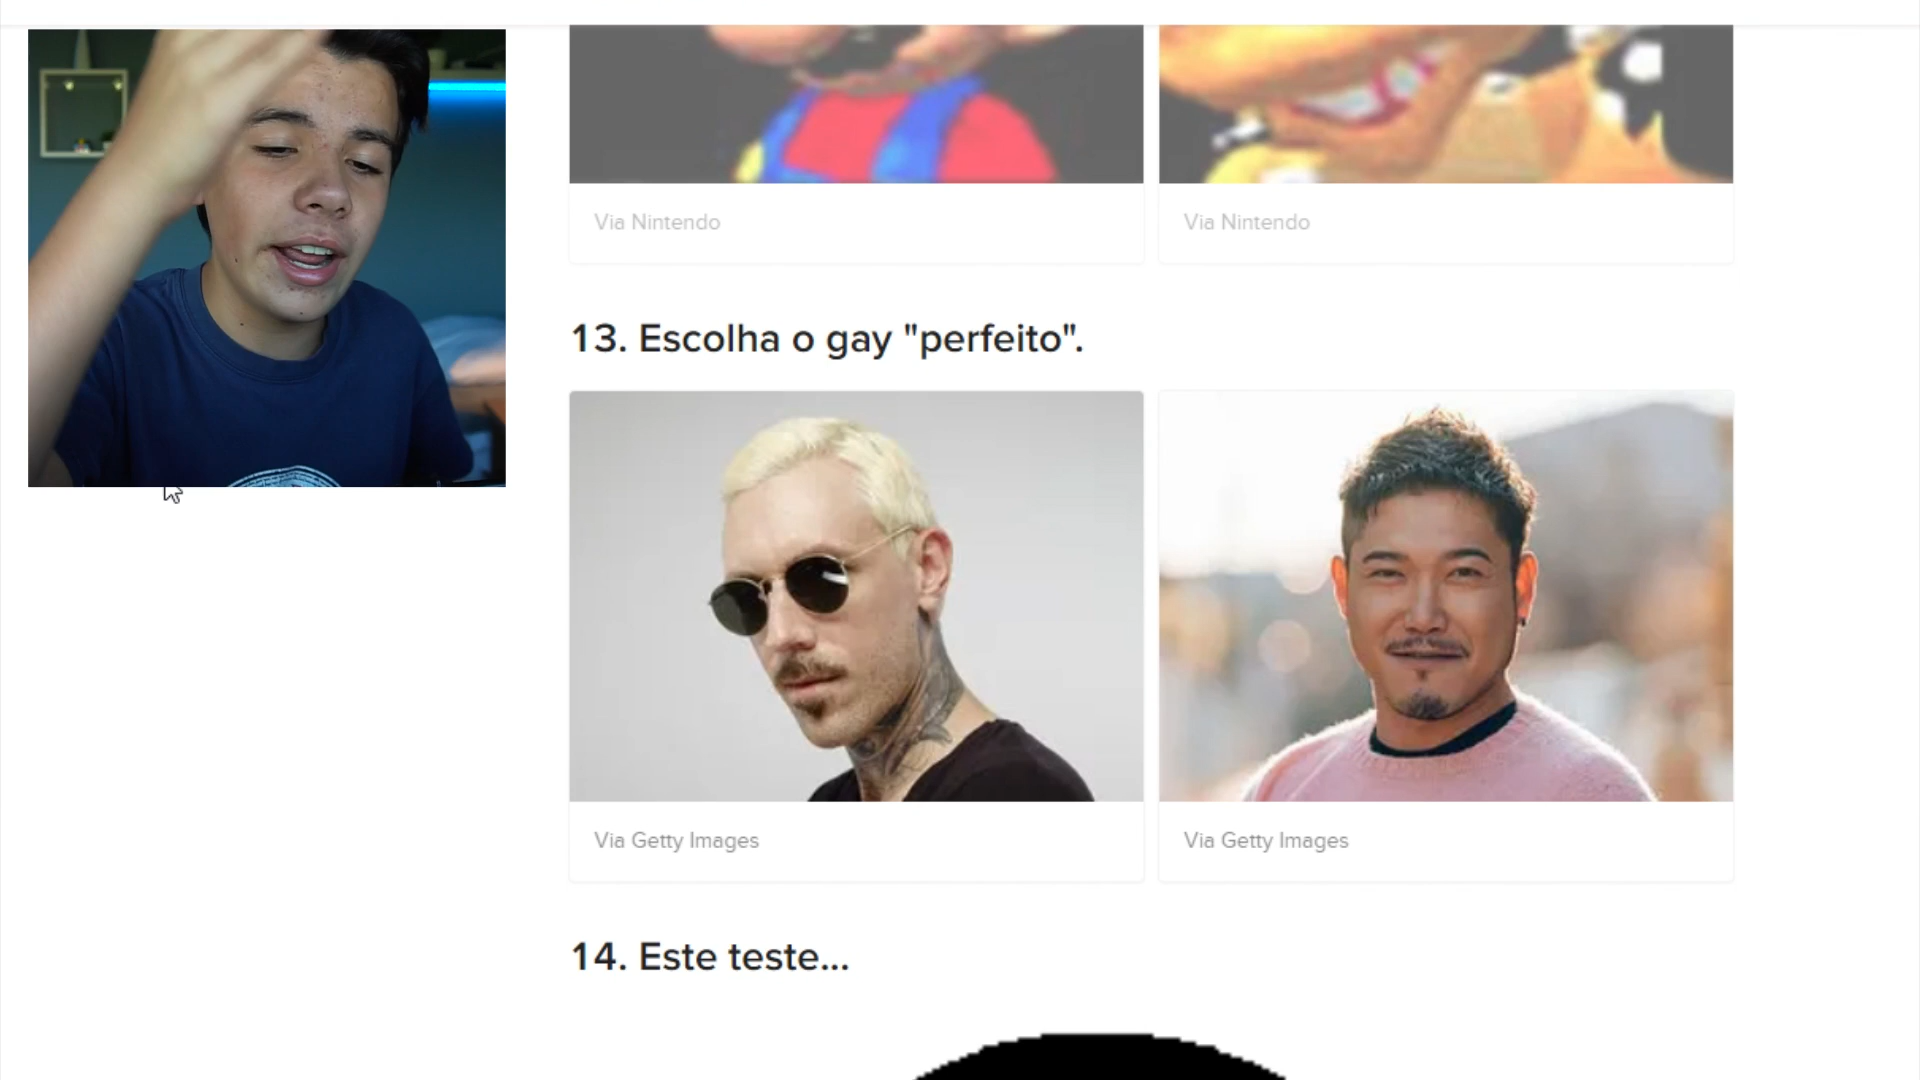 Via Nintendo
Via Nintendo
13. Escolha o gay "perfeito".
Via Getty Images
Via Getty Images
14. Este teste...